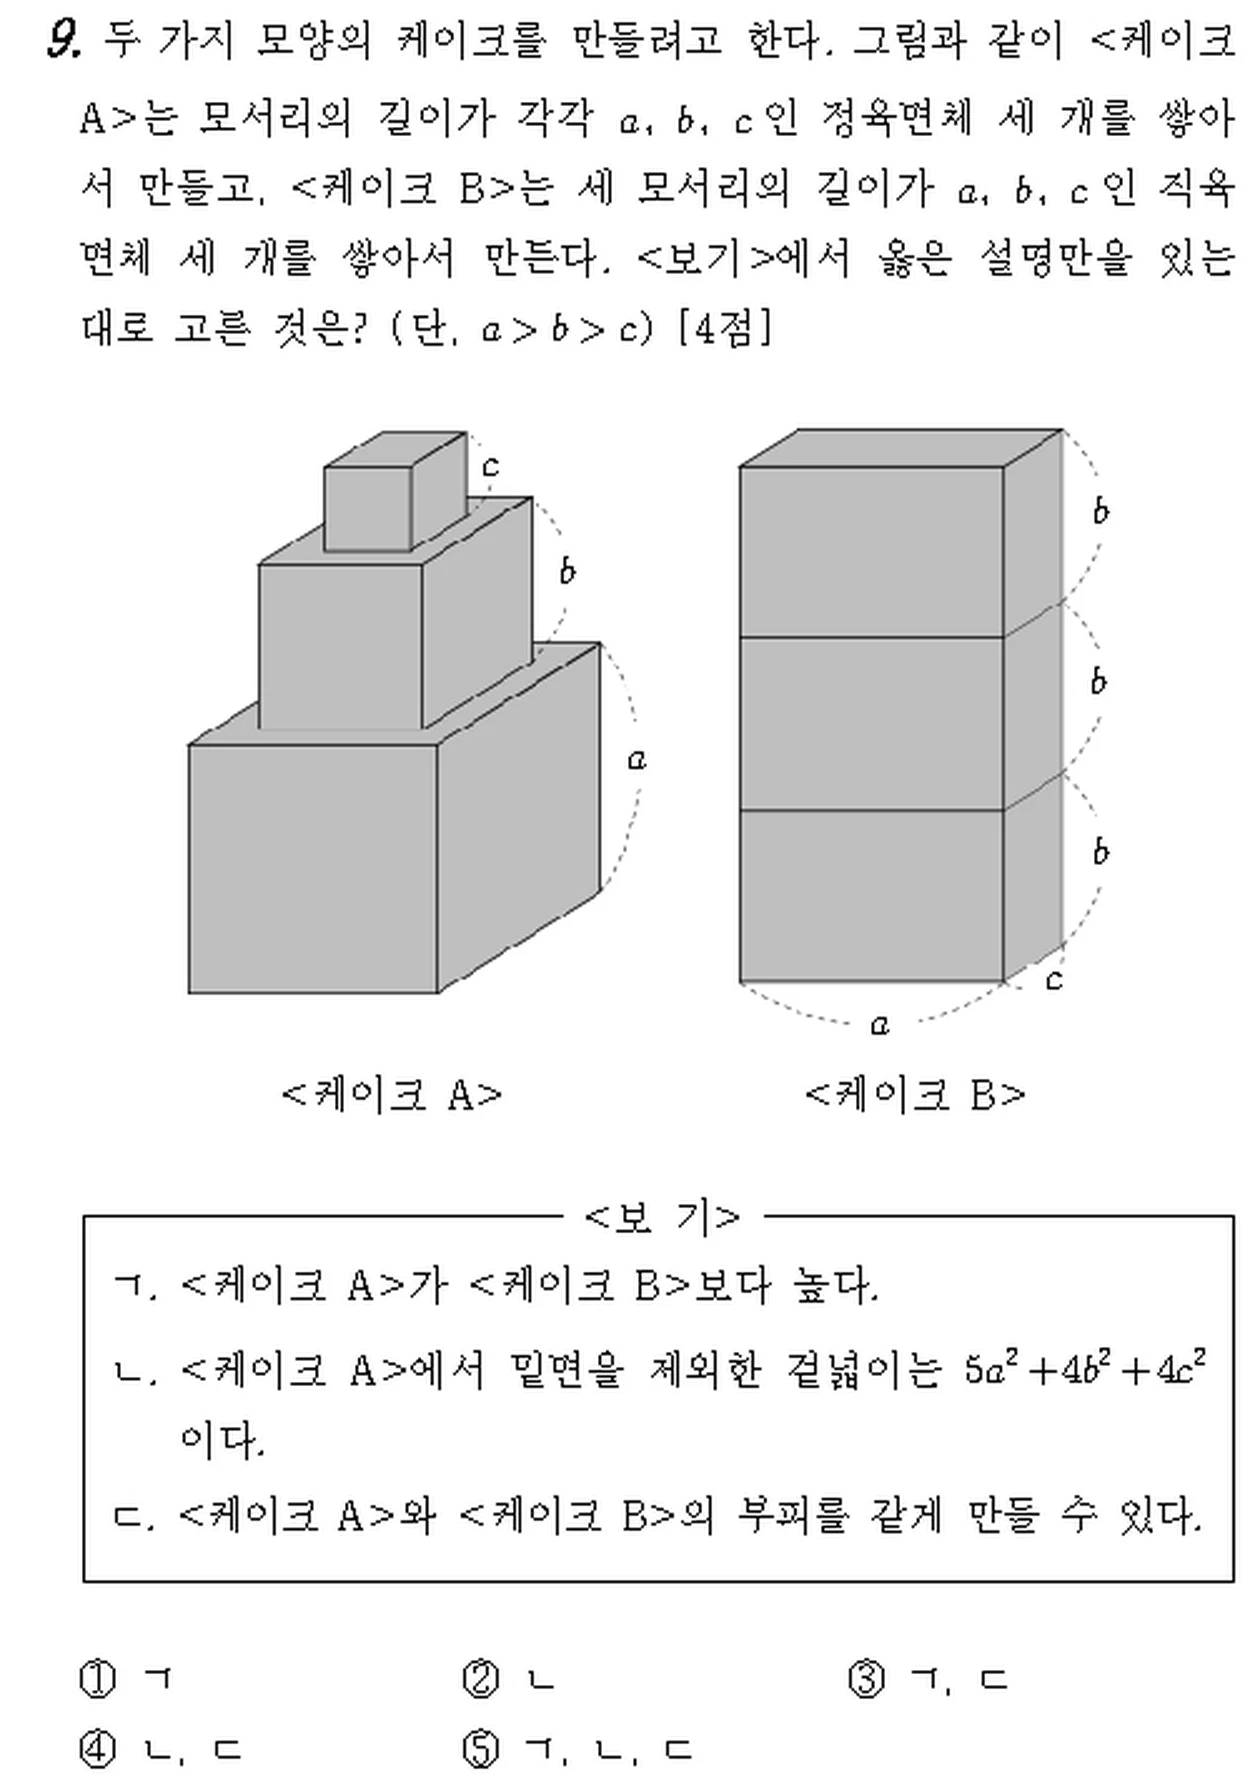 9. 두 가지 모양의 케이크를 만들려고 한다. 그림과 같이 <케이크
A>는 모서리의 길이가 각각 a, b, c인 정육면체 세 개를 쌓아
서 만들고, <케이크 B>는 세 모서리의 길이가 a, b, c인 직육
면체 세 개를 쌓아서 만든다. <보기>에서 옳은 설명만을 있는
대로 고른 것은? (단, a > b > c) [4점]
c
b
a
b
b
b
c
a
<케이크 A>
<케이크 B>
<보 기>
ㄱ. <케이크 A>가 <케이크 B>보다 높다.
ㄴ. <케이크 A>에서 밑면을 제외한 겉넓이는 5a²+4b²+4c²
이다.
ㄷ. <케이크 A>와 <케이크 B>의 부피를 같게 만들 수 있다.
① ㄱ ② ㄴ ③ ㄱ, ㄷ
④ ㄴ, ㄷ ⑤ ㄱ, ㄴ, ㄷ